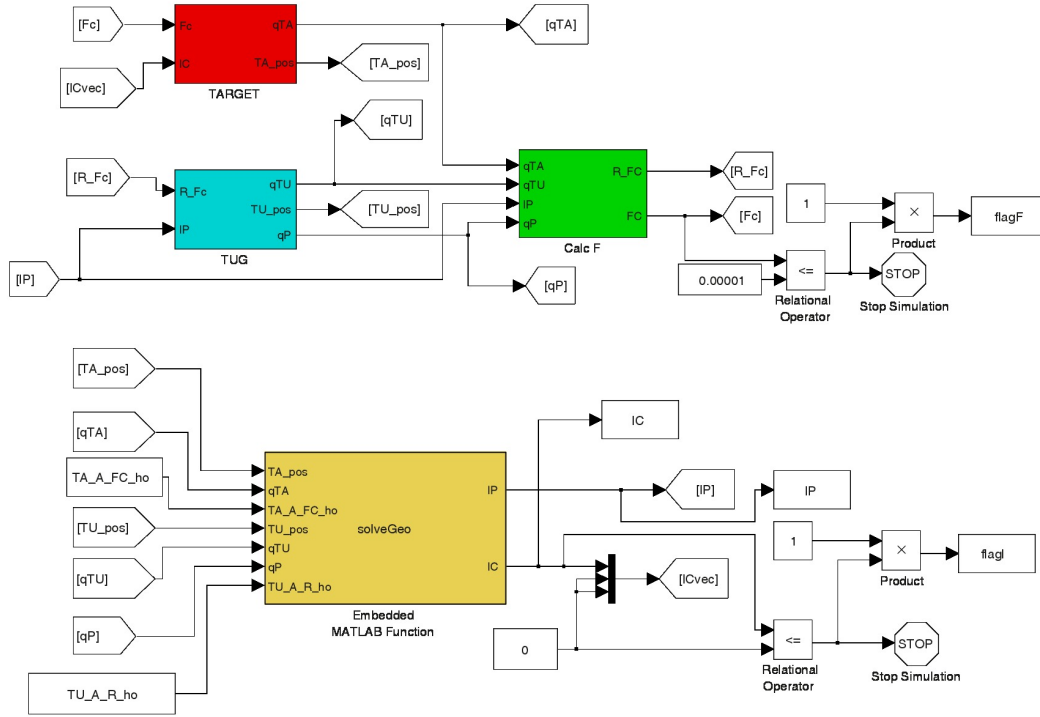 [Fc]
Fc
qTA
[qTA]
[ICvec]
IC
TA_pos
[TA_pos]
TARGET
[qTU]
[R_Fc]
R_Fc
qTU
TU_pos
[TU_pos]
IP
qP
TUG
[IP]
qTA
R_FC
[R_Fc]
qTU
IP
FC
[Fc]
qP
Calc F
[qP]
1
×
Product
flagF
0.00001
<=
Relational
Operator
STOP
Stop Simulation
[TA_pos]
[qTA]
TA_A_FC_ho
[TU_pos]
[qTU]
[qP]
TU_A_R_ho
TA_pos
qTA
TA_A_FC_ho
TU_pos
qTU
qP
TU_A_R_ho
solveGeo
IP
IC
Embedded
MATLAB Function
IC
[IP]
IP
[ICvec]
0
1
×
Product
flagI
<=
Relational
Operator
STOP
Stop Simulation